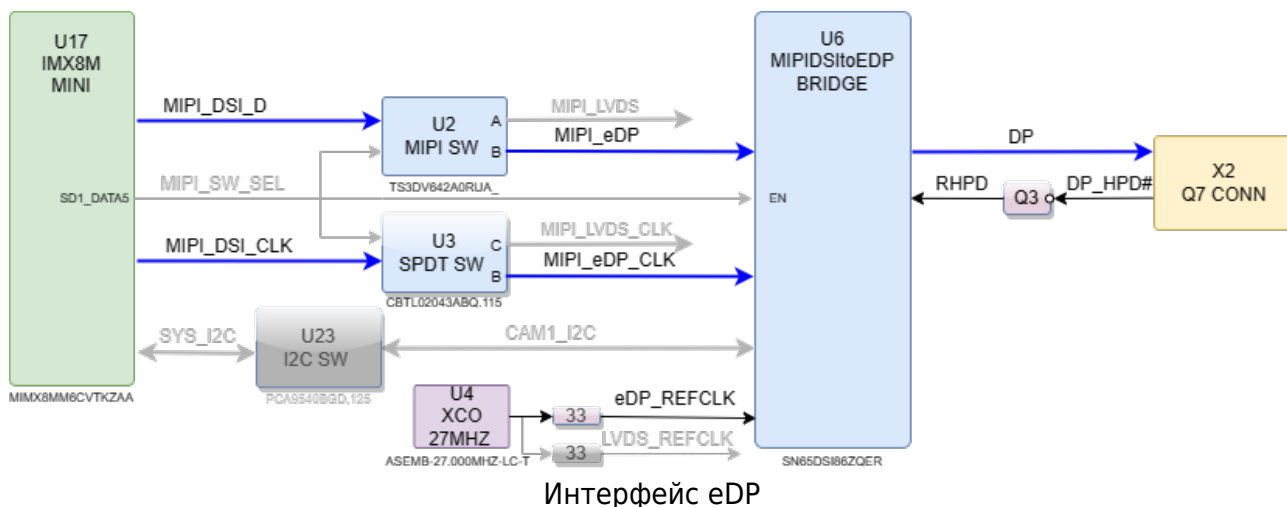 U17
IMX8M
MINI
SD1_DATA5
MIMX8MM6CVTKZAA
MIPI_DSI_D
MIPI_SW_SEL
MIPI_DSI_CLK
SYS_I2C
U2
MIPI SW
A
B
TS3DV642A0RUA_
U3
SPDT SW
C
B
CBTL02043ABQ.115
U23
I2C SW
PCA9540BGD,125
U4
XCO
27MHZ
ASEMB-27.000MHZ-LC-T
MIPI_LVDS
MIPI_eDP
MIPI_LVDS_CLK
MIPI_eDP_CLK
CAM1_I2C
33
eDP_REFCLK
33
LVDS_REFCLK
U6
MIPIDSItoEDP
BRIDGE
EN
SN65DSI86ZQER
DP
RHPD
Q3
DP_HPD#
X2
Q7 CONN
Интерфейс eDP